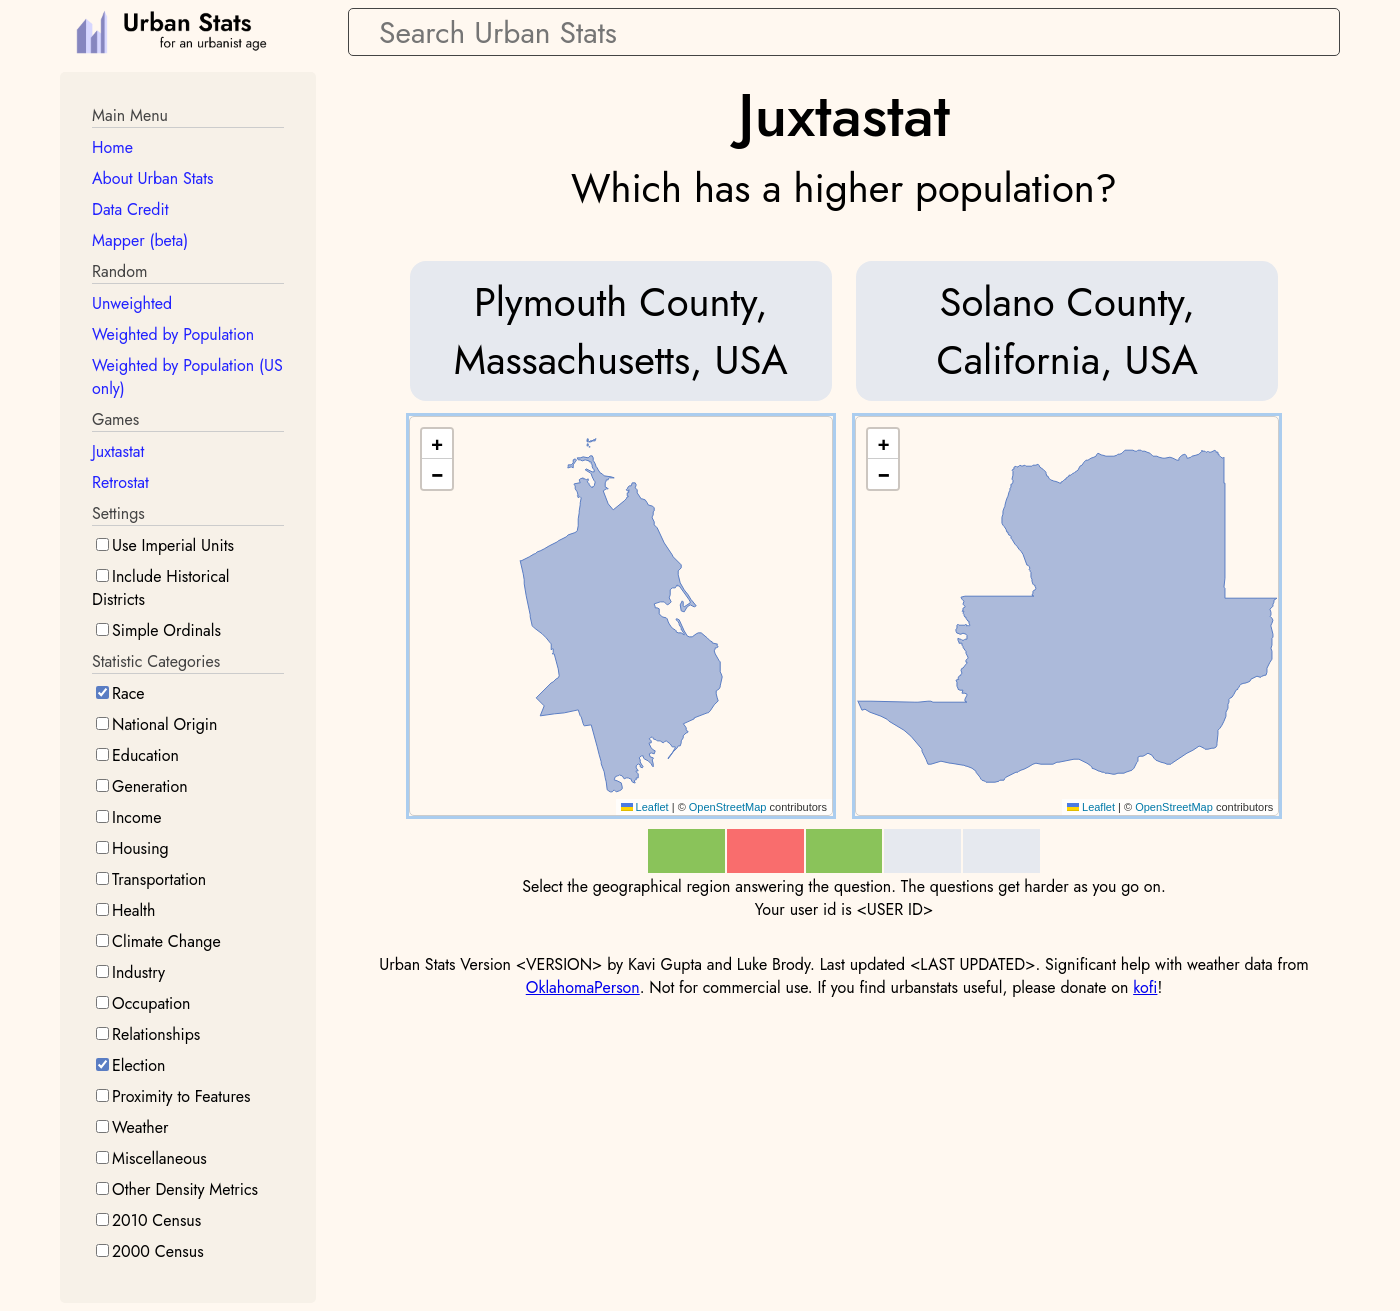 Urban Stats
for an urbanist age
Search Urban Stats
Main Menu
Home
About Urban Stats
Data Credit
Mapper (beta)
Random
Unweighted
Weighted by Population
Weighted by Population (US
only)
Games
Juxtastat
Retrostat
Settings
Use Imperial Units
Include Historical
Districts
Simple Ordinals
Statistic Categories
Race
National Origin
Education
Generation
Income
Housing
Transportation
Health
Climate Change
Industry
Occupation
Relationships
Election
Proximity to Features
Weather
Miscellaneous
Other Density Metrics
2010 Census
2000 Census
Juxtastat
Which has a higher population?
Plymouth County,
Massachusetts, USA
+
−
Leaflet | © OpenStreetMap contributors
Solano County,
California, USA
+
−
Leaflet | © OpenStreetMap contributors
Select the geographical region answering the question. The questions get harder as you go on.
Your user id is <USER ID>
Urban Stats Version <VERSION> by Kavi Gupta and Luke Brody. Last updated <LAST UPDATED>. Significant help with weather data from
OklahomaPerson. Not for commercial use. If you find urbanstats useful, please donate on kofi!